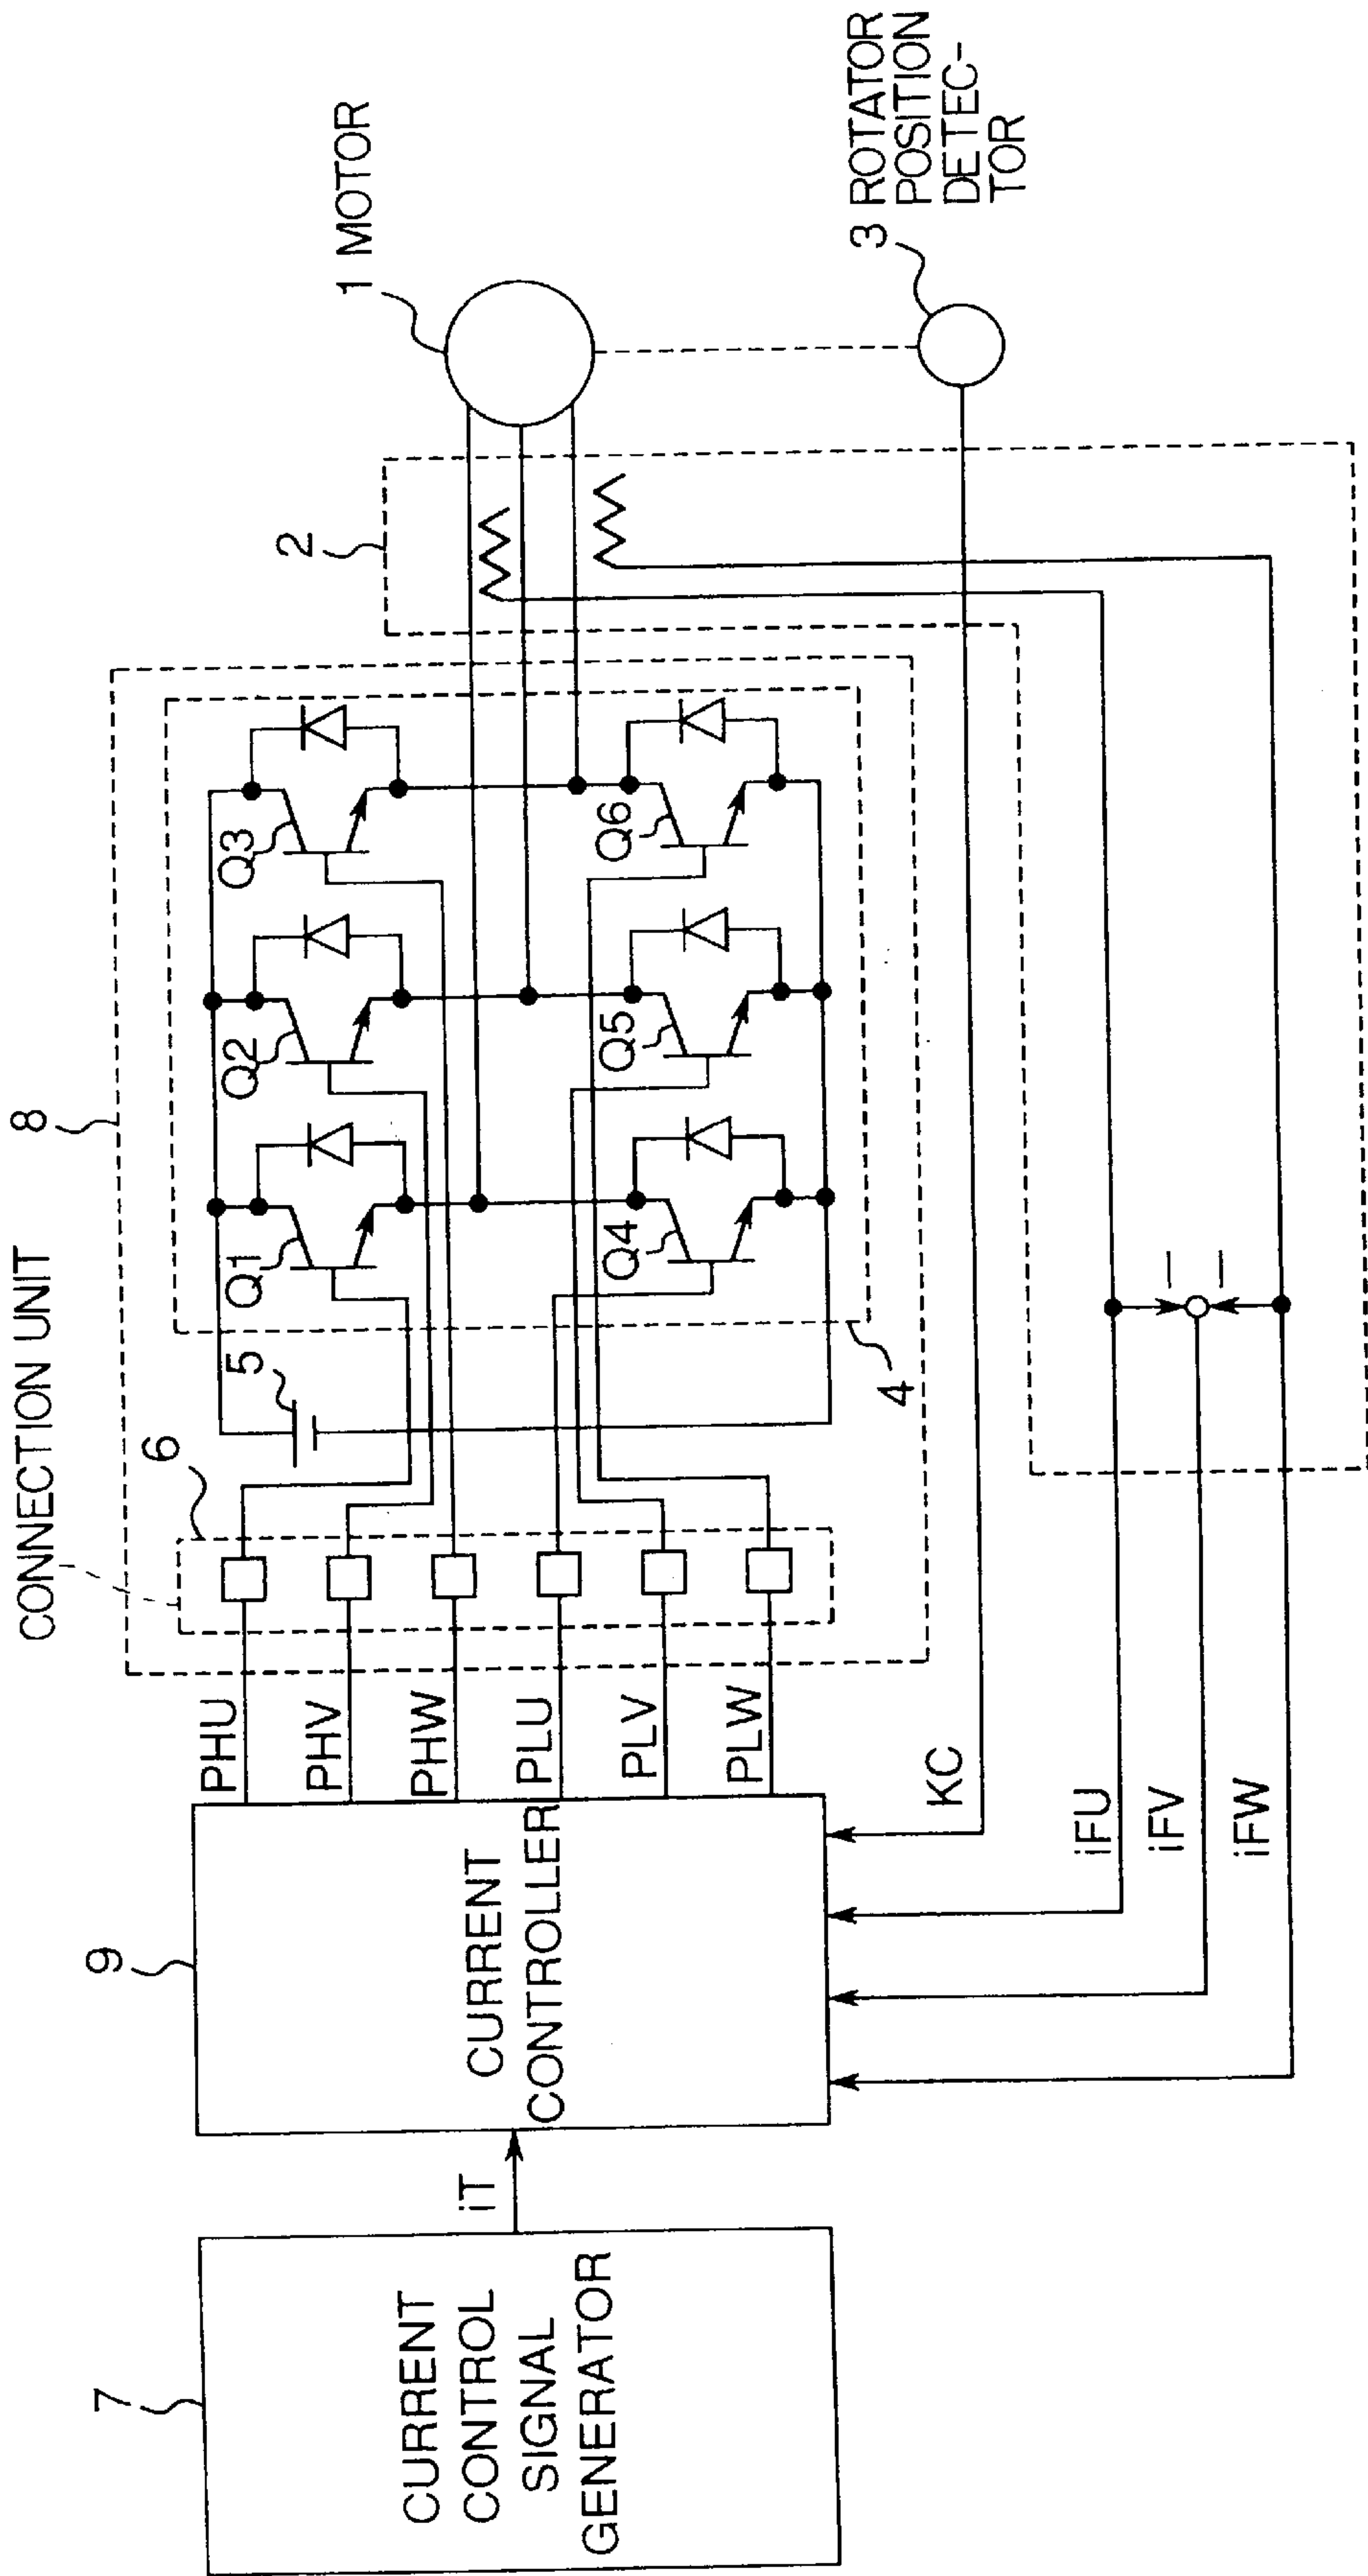 CONNECTION UNIT
8
6
5
4
2
1 MOTOR
3 ROTATOR
POSITION
DETEC-
TOR
Q1
Q2
Q3
Q4
Q5
Q6
7
CURRENT
CONTROL
SIGNAL
GENERATOR
iT
9
CURRENT
CONTROLLER
PHU
PHV
PHW
PLU
PLV
PLW
KC
iFU
iFV
iFW